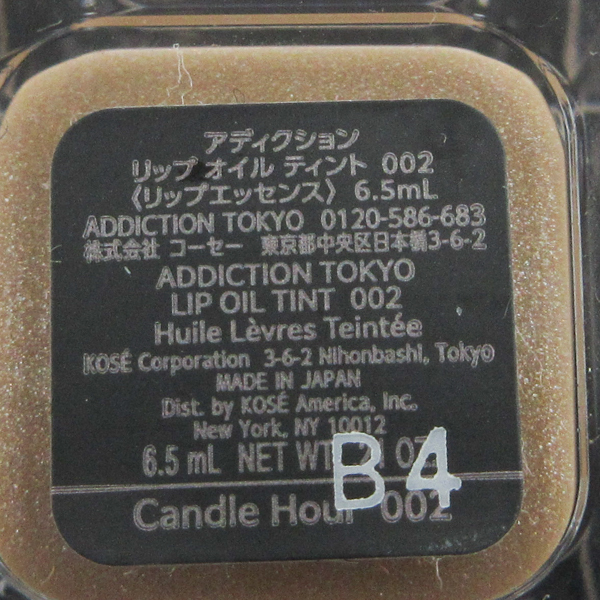 アディクション
リップ オイル ティント 002
〈リップエッセンス〉 6.5mL
ADDICTION TOKYO 0120-586-683
株式会社 コーセー 東京都中央区日本橋3-6-2
ADDICTION TOKYO
LIP OIL TINT 002
Huile Lèvres Teintée
KOSÉ Corporation 3-6-2 Nihonbashi, Tokyo
MADE IN JAPAN
Dist. by KOSÉ America, Inc.
New York, NY 10012
6.5 mL NET WT OZ
B4
Candle Hour 002